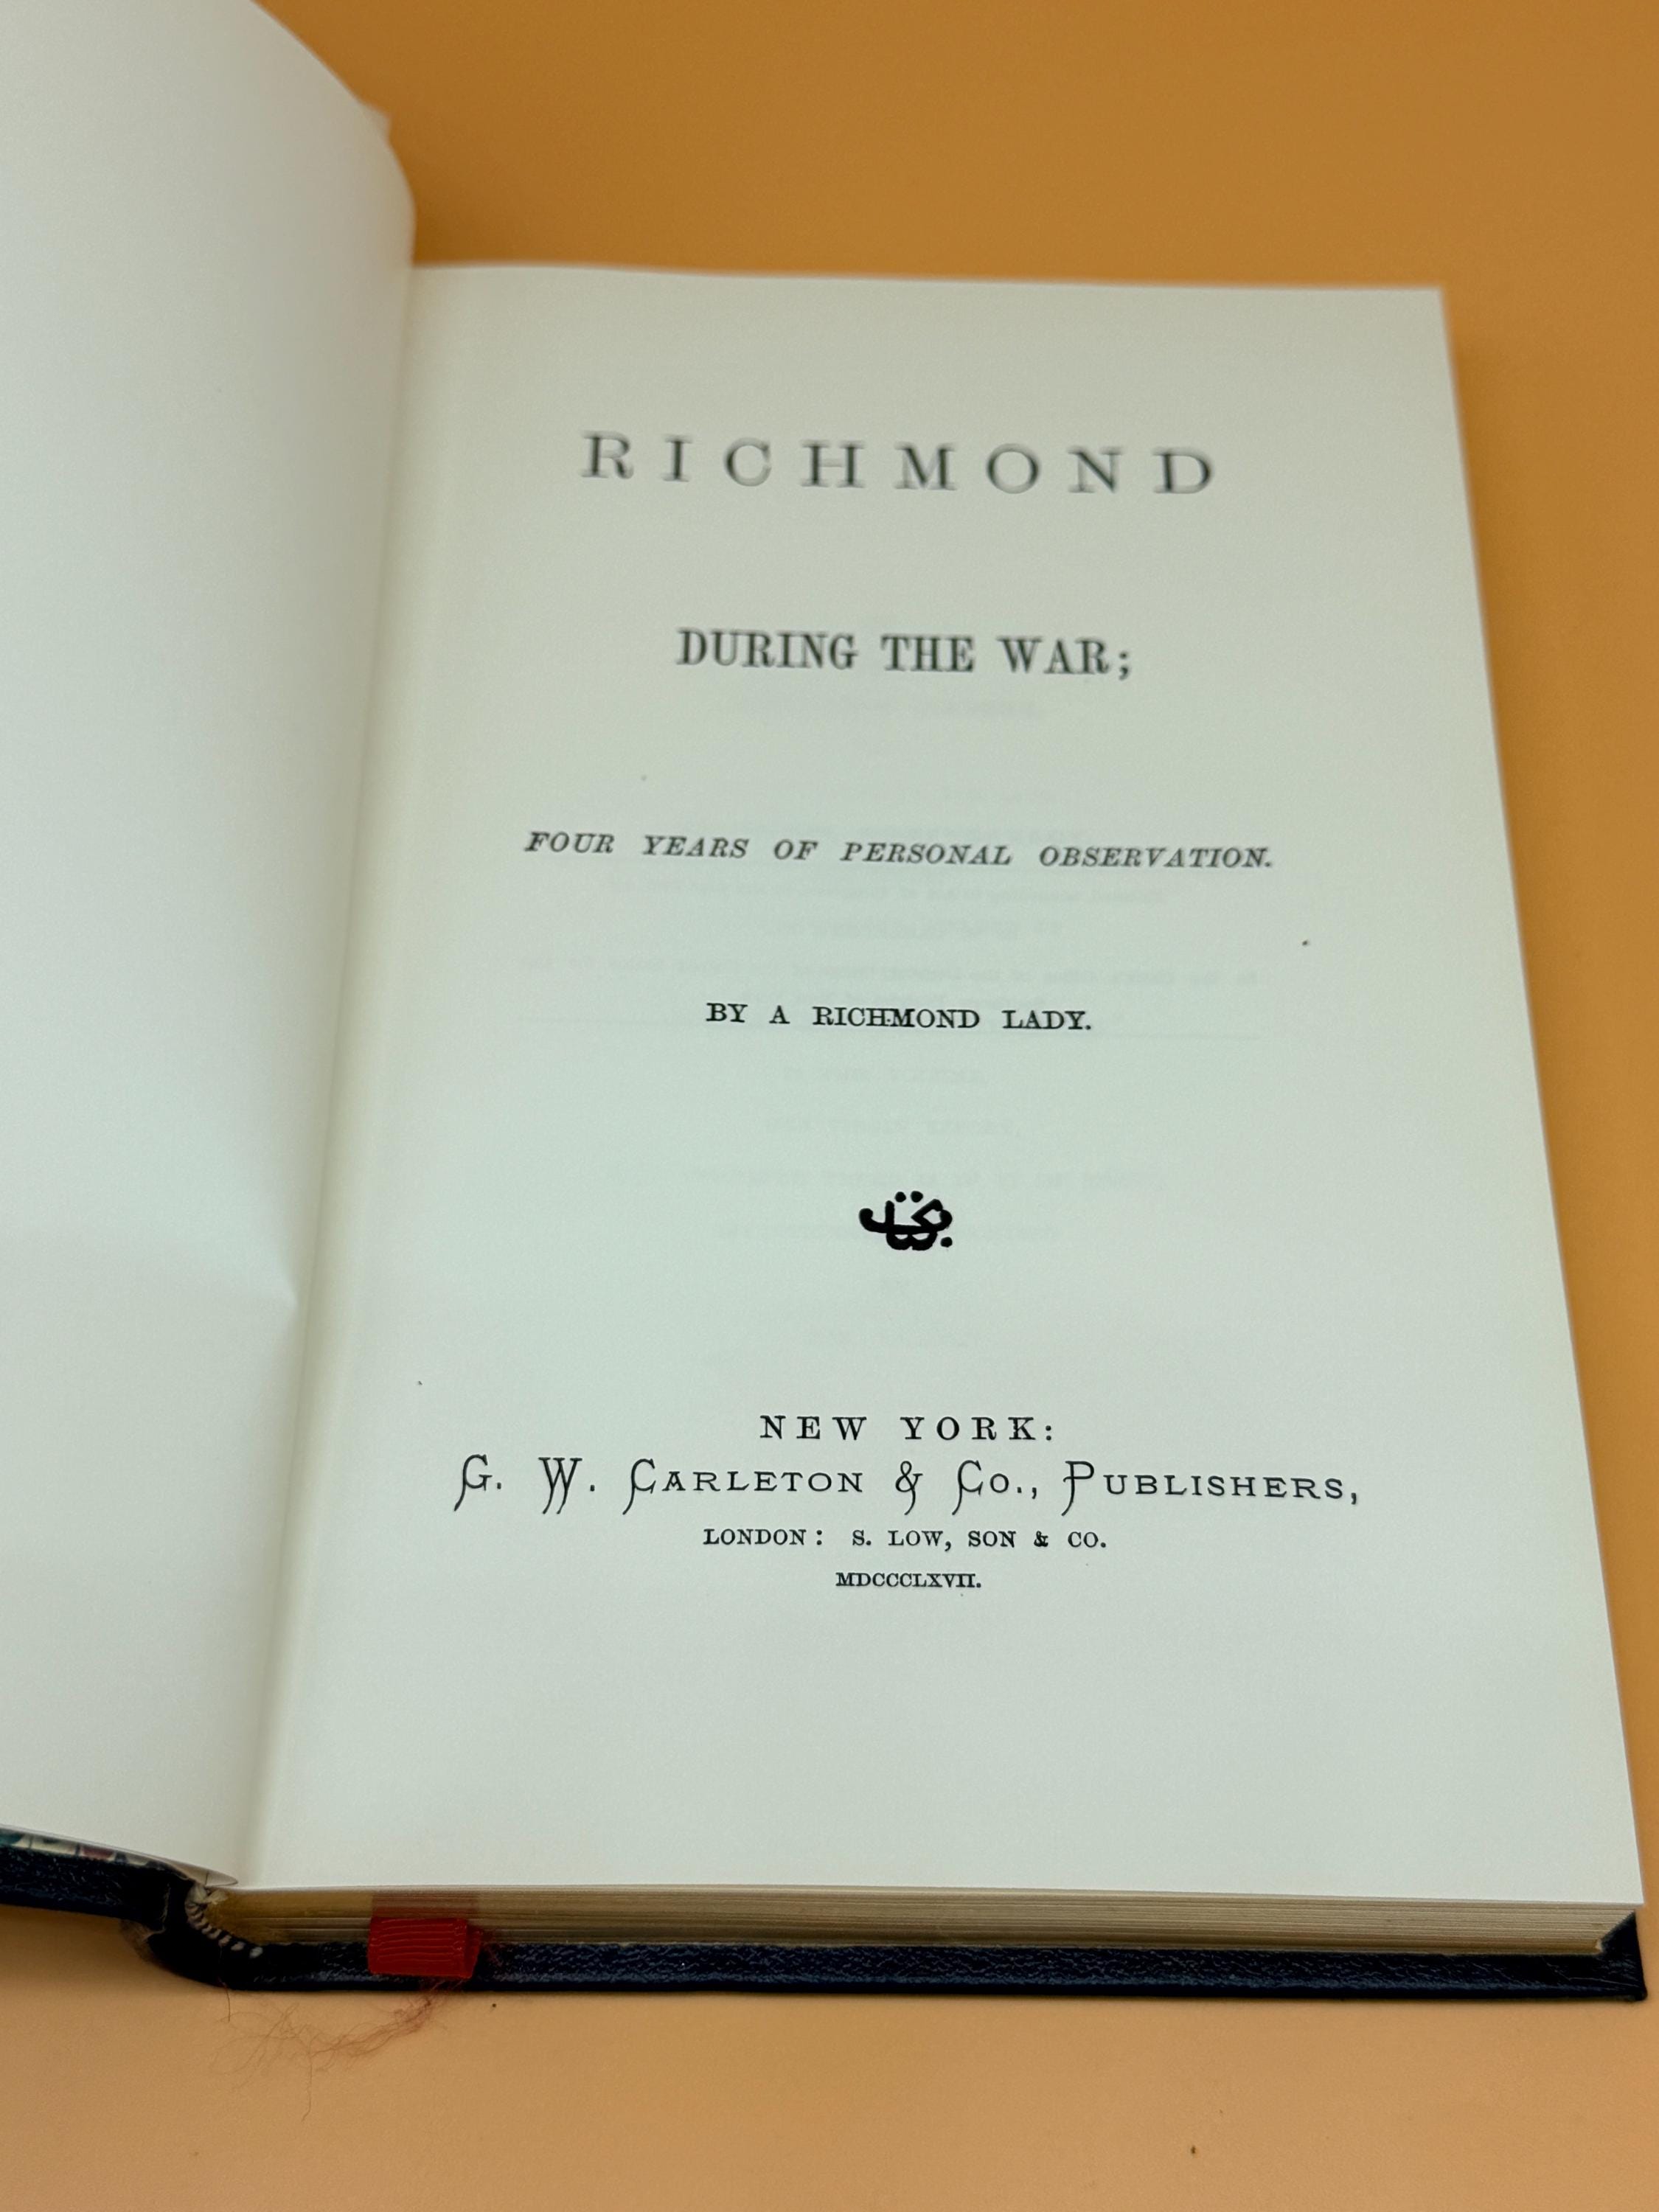 RICHMOND
DURING THE WAR;
FOUR YEARS OF PERSONAL OBSERVATION.
BY A RICHMOND LADY.
NEW YORK:
G. W. CARLETON & CO., PUBLISHERS,
LONDON: S. LOW, SON & CO.
MDCCCLXVII.